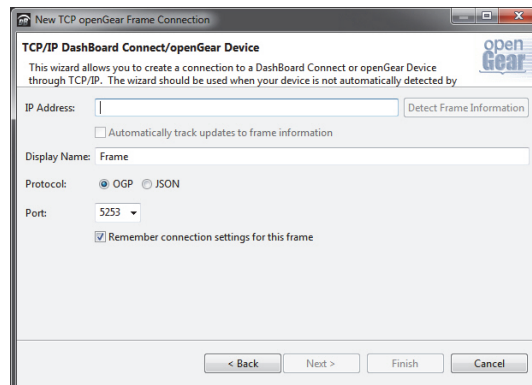 New TCP openGear Frame Connection
TCP/IP DashBoard Connect/openGear Device
open
Gear
This wizard allows you to create a connection to a DashBoard Connect or openGear Device
through TCP/IP. The wizard should be used when your device is not automatically detected by
IP Address:
Detect Frame Information
Automatically track updates to frame information
Display Name: Frame
Protocol: OGP JSON
Port: 5253
Remember connection settings for this frame
< Back Next > Finish Cancel